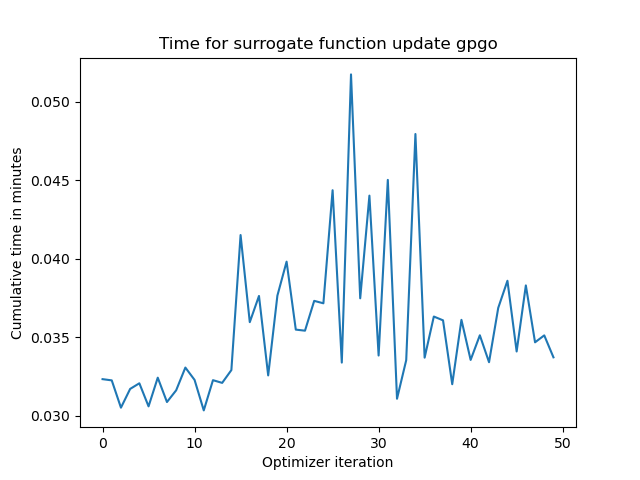 Time for surrogate function update gpgo
0.050
0.045
0.040
0.035
0.030
Cumulative time in minutes
0 10 20 30 40 50
Optimizer iteration